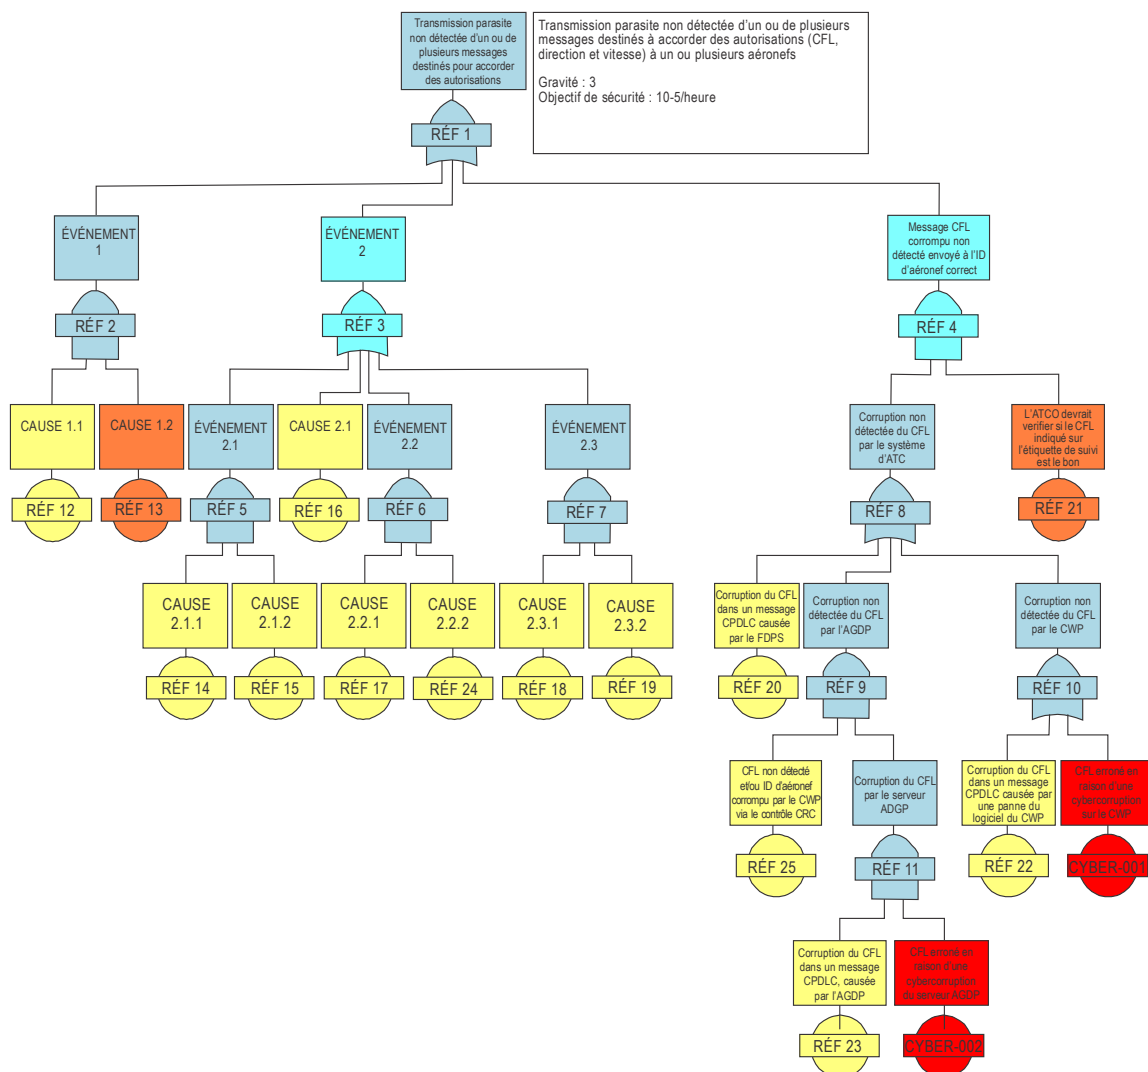 Transmission parasite
non détectée d'un ou de
plusieurs messages
destinés pour accorder
des autorisations
Transmission parasite non détectée d'un ou de plusieurs
messages destinés à accorder des autorisations (CFL,
direction et vitesse) à un ou plusieurs aéronefs
Gravité : 3
Objectif de sécurité : 10-5/heure
RÉF 1
ÉVÉNEMENT
1
ÉVÉNEMENT
2
Message CFL
corrompu non
détecté envoyé à l'ID
d'aéronef correct
RÉF 2
RÉF 3
RÉF 4
CAUSE 1.1
CAUSE 1.2
ÉVÉNEMENT
2.1
CAUSE 2.1
ÉVÉNEMENT
2.2
ÉVÉNEMENT
2.3
Corruption non
détectée du CFL
par le système
d'ATC
L'ATCO devrait
vérifier si le CFL
indiqué sur
l'étiquette de suivi
est le bon
RÉF 12
RÉF 13
RÉF 5
RÉF 16
RÉF 6
RÉF 7
RÉF 8
RÉF 21
CAUSE
2.1.1
CAUSE
2.1.2
CAUSE
2.2.1
CAUSE
2.2.2
CAUSE
2.3.1
CAUSE
2.3.2
Corruption du CFL
dans un message
CPDLC causée
par le FDPS
Corruption non
détectée du CFL
par l'AGDP
Corruption non
détectée du CFL
par le CWP
RÉF 14
RÉF 15
RÉF 17
RÉF 24
RÉF 18
RÉF 19
RÉF 20
RÉF 9
RÉF 10
CFL non détecté
et/ou ID d'aéronef
corrompu par le CWP
via le contrôle CRC
Corruption du CFL
par le serveur
ADGP
Corruption du CFL
dans un message
CPDLC causée par
une panne du
logiciel du CWP
CFL erroné en
raison d'une
cybercorruption
sur le CWP
RÉF 25
RÉF 11
RÉF 22
CYBER-001
Corruption du CFL
dans un message
CPDLC, causée
par l'AGDP
CFL erroné en
raison d'une
cybercorruption
du serveur AGDP
RÉF 23
CYBER-002